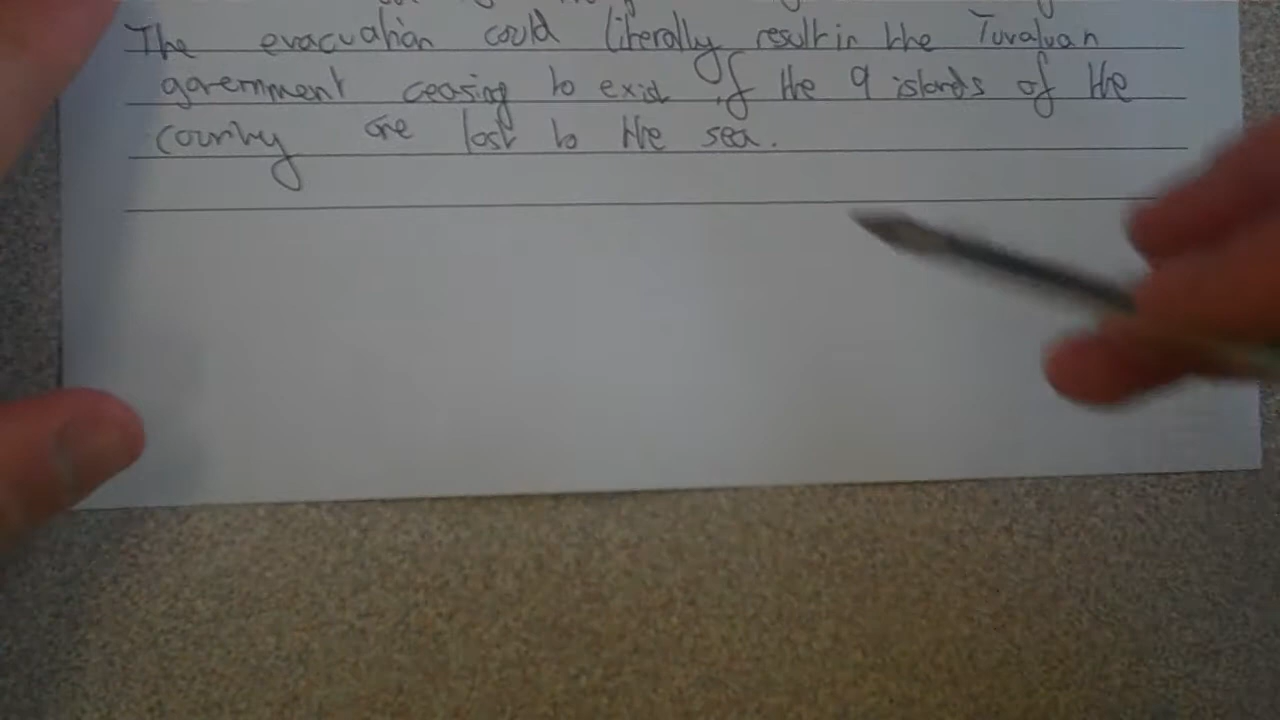 The evacuation could literally result in the Tuvaluan
government ceasing to exist if the 9 islands of the
country are lost to the sea.